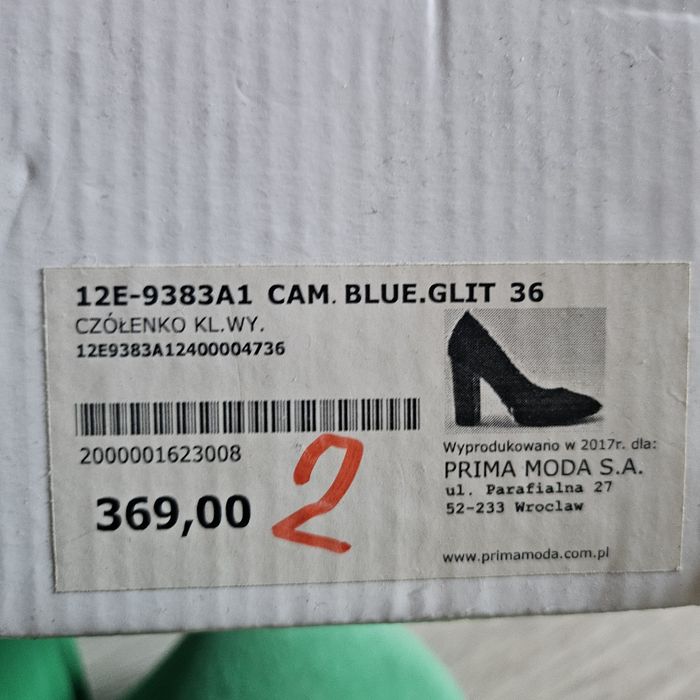 12E-9383A1 CAM. BLUE.GLIT 36
CZÓŁENKO KL.WY.
12E9383A12400004736
2000001623008
369,00
2
Wyprodukowano w 2017r. dla:
PRIMA MODA S.A.
ul. Parafialna 27
52-233 Wroclaw
www.primamoda.com.pl